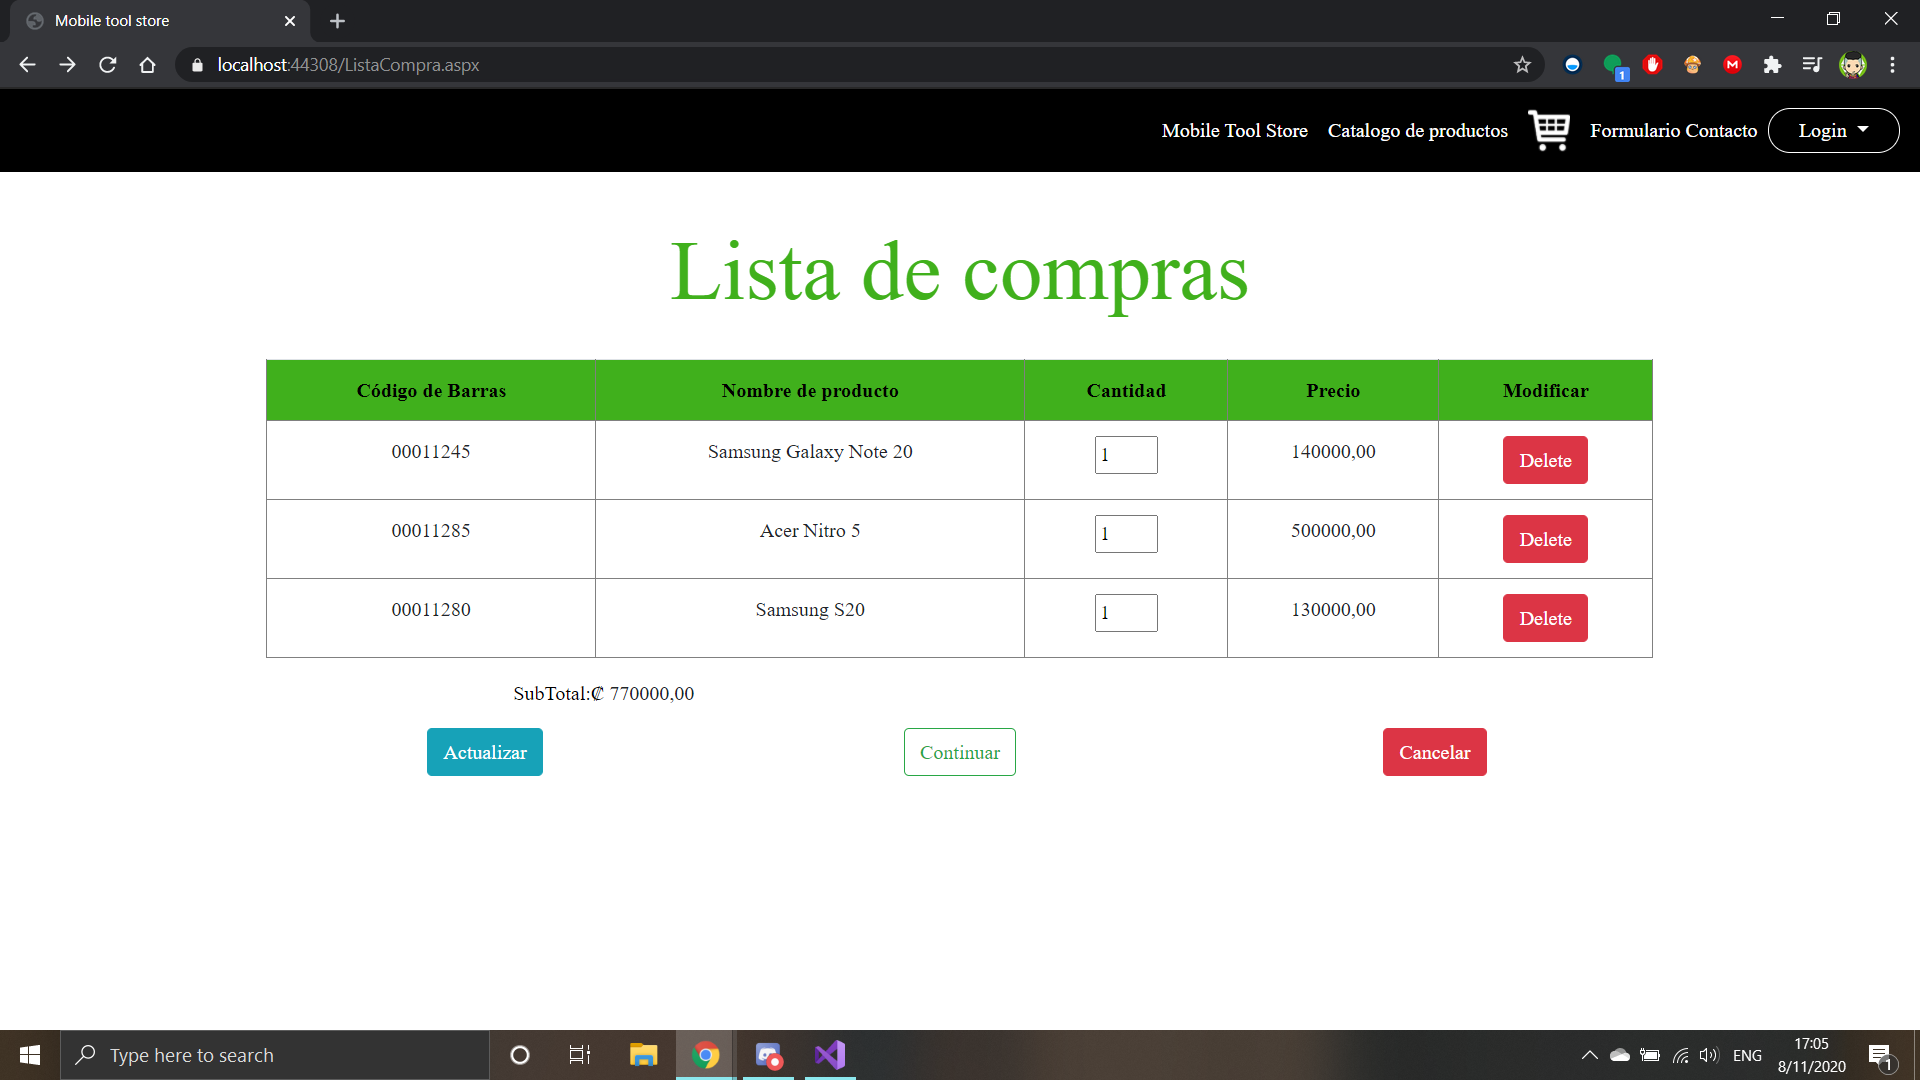 Mobile tool store
localhost:44308/ListaCompra.aspx
1
Mobile Tool Store Catalogo de productos Formulario Contacto Login
Lista de compras
Código de Barras Nombre de producto Cantidad Precio Modificar
00011245 Samsung Galaxy Note 20 1 140000,00 Delete
00011285 Acer Nitro 5 1 500000,00 Delete
00011280 Samsung S20 1 130000,00 Delete
SubTotal:₡ 770000,00
Actualizar Continuar Cancelar
Type here to search
ENG
17:05
8/11/2020
1